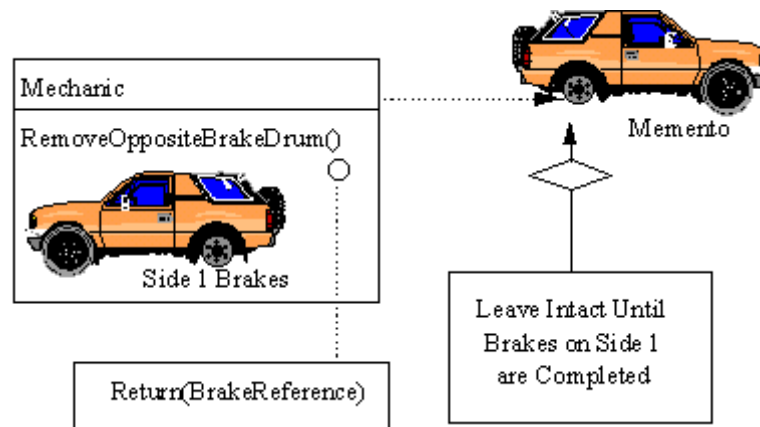 Mechanic
RemoveOppositeBrakeDrum()
Side 1 Brakes
Return(BrakeReference)
Memento
Leave Intact Until
Brakes on Side 1
are Completed